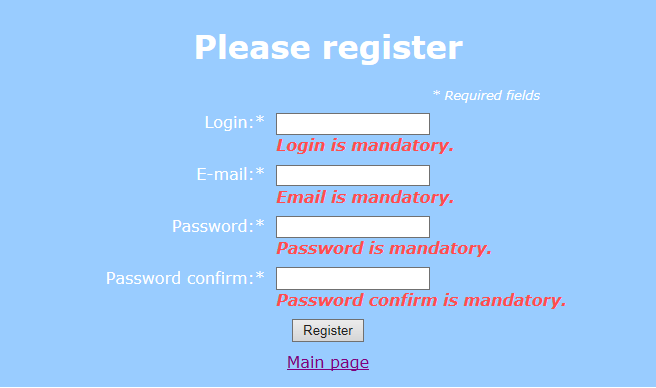 Please register
* Required fields
Login:*
Login is mandatory.
E-mail:*
Email is mandatory.
Password:*
Password is mandatory.
Password confirm:*
Password confirm is mandatory.
Register
Main page